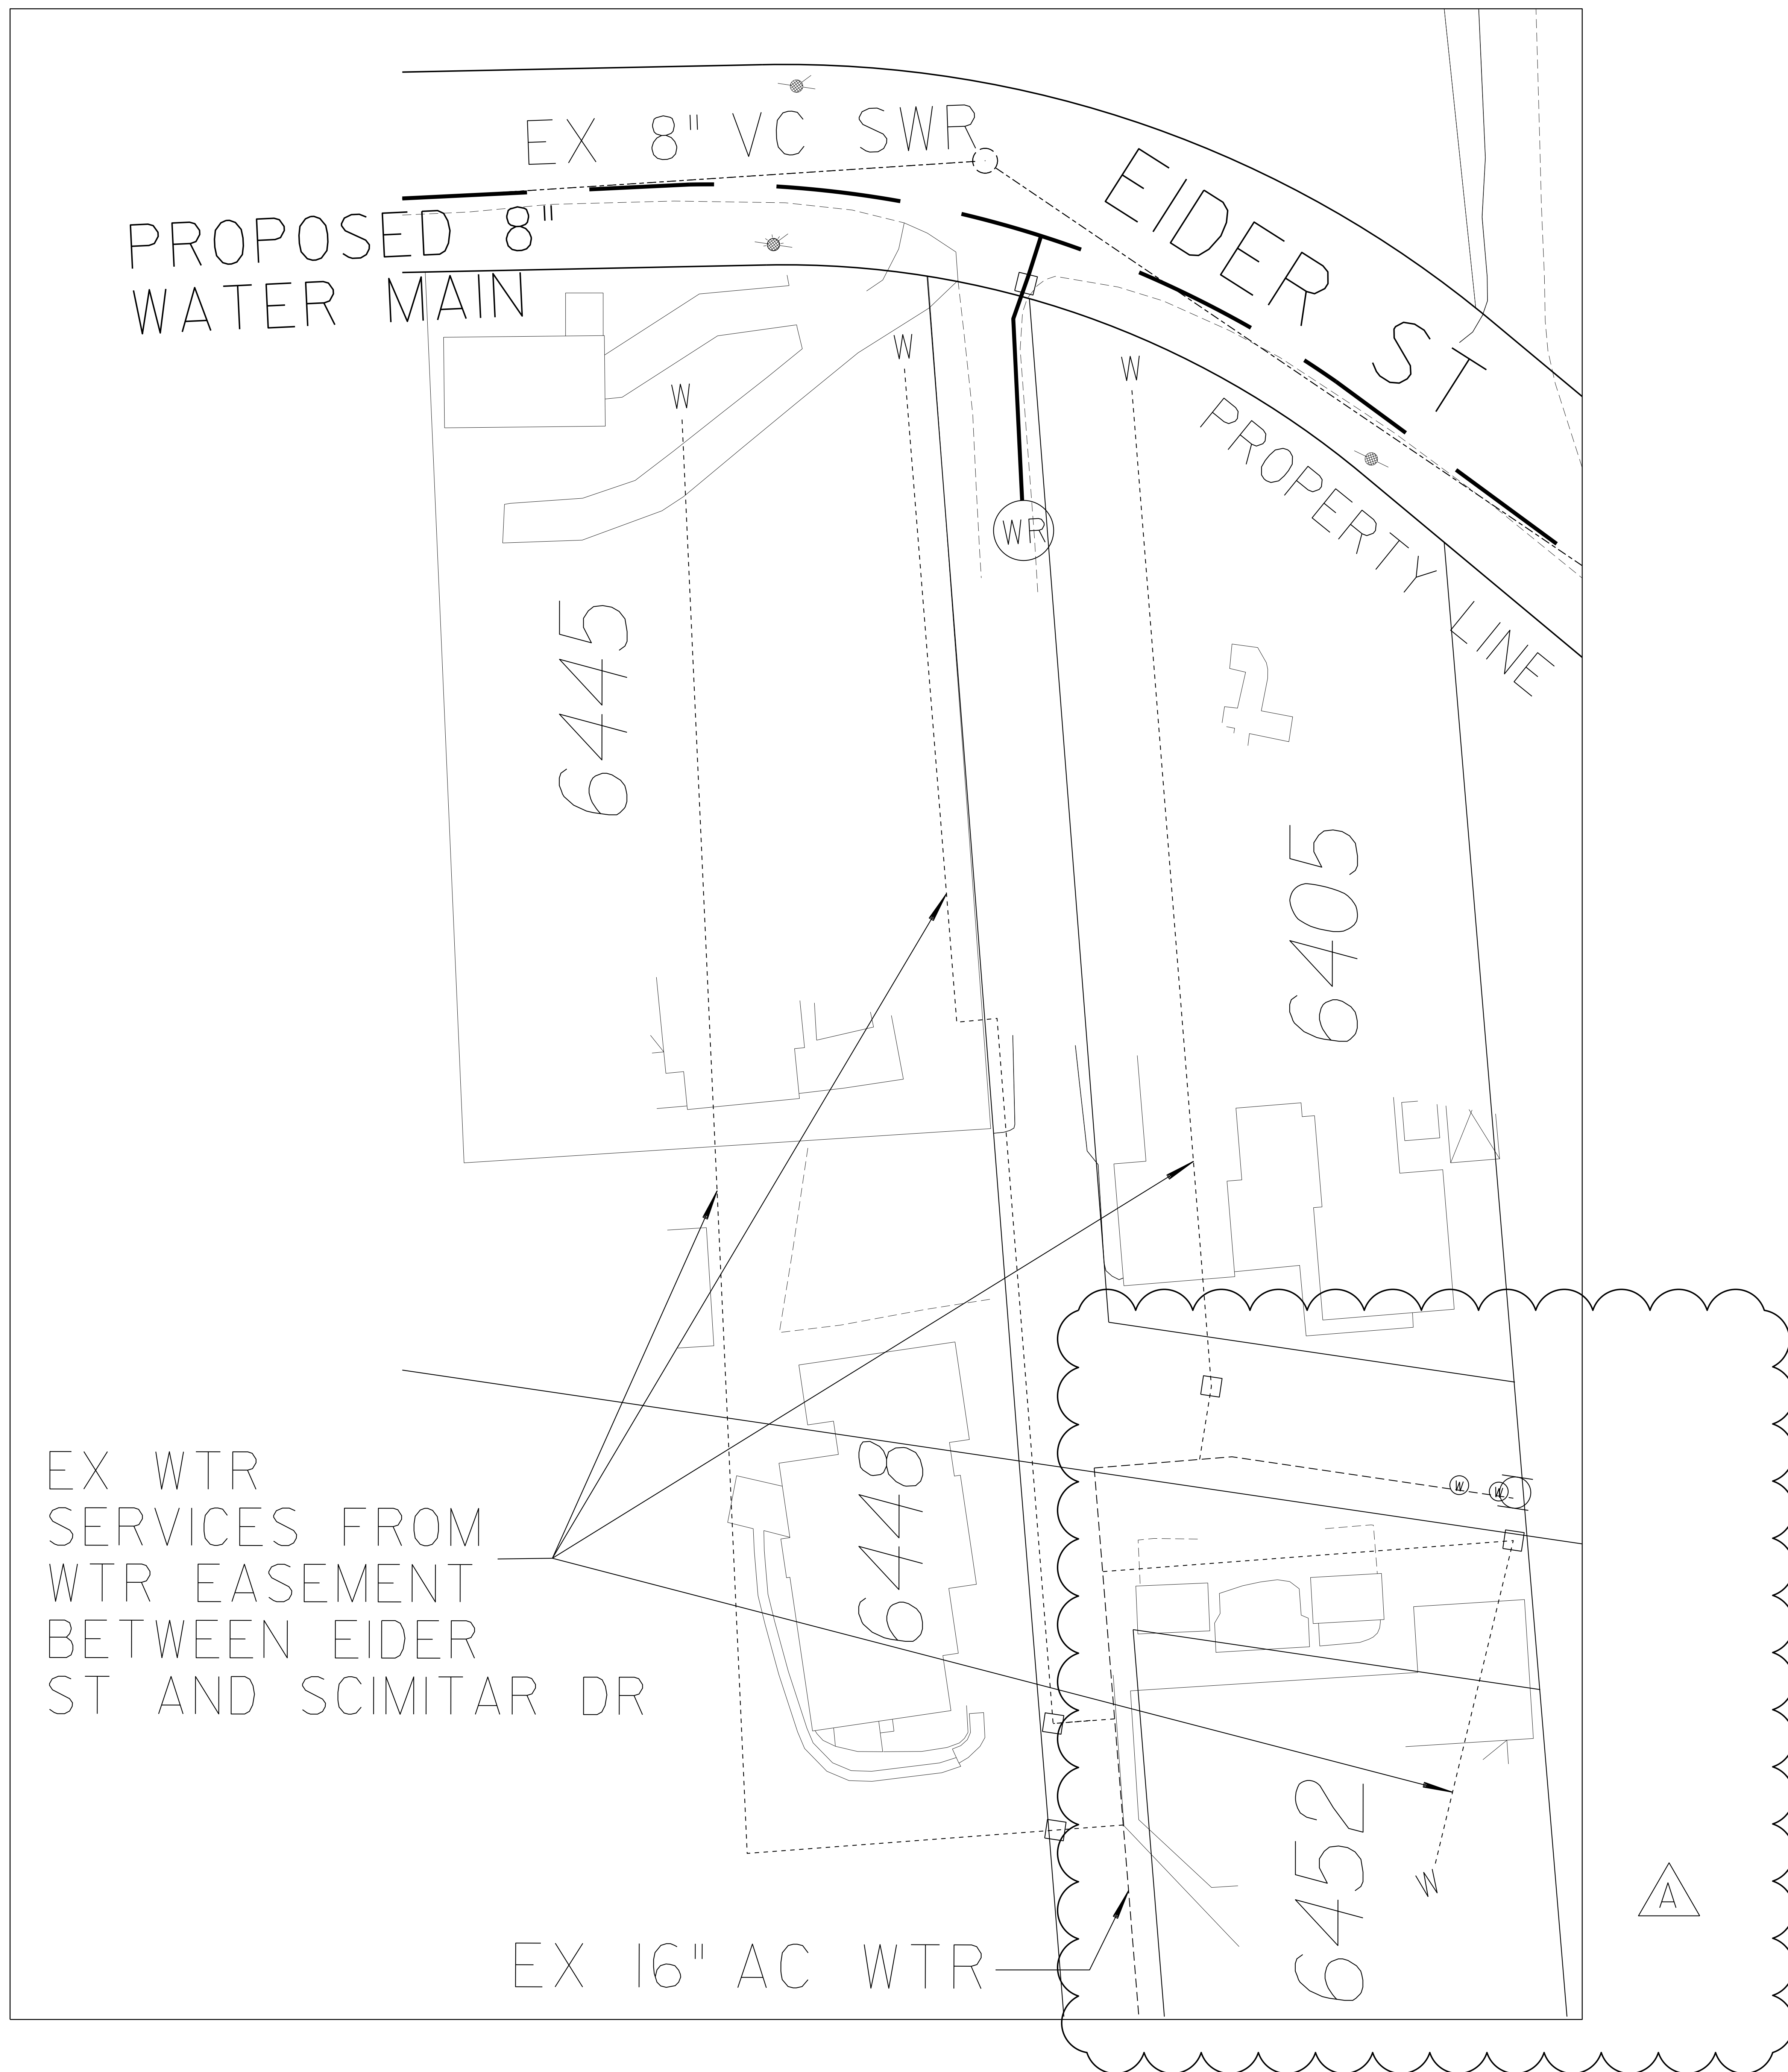 EX 8" VC SWR
EIDER ST
PROPOSED 8"
WATER MAIN
W
W
W
PROPERTY LINE
WR
6445
6405
6448
W
W
EX WTR
SERVICES FROM
WTR EASEMENT
BETWEEN EIDER
ST AND SCIMITAR DR
6452
W
A
EX 16" AC WTR